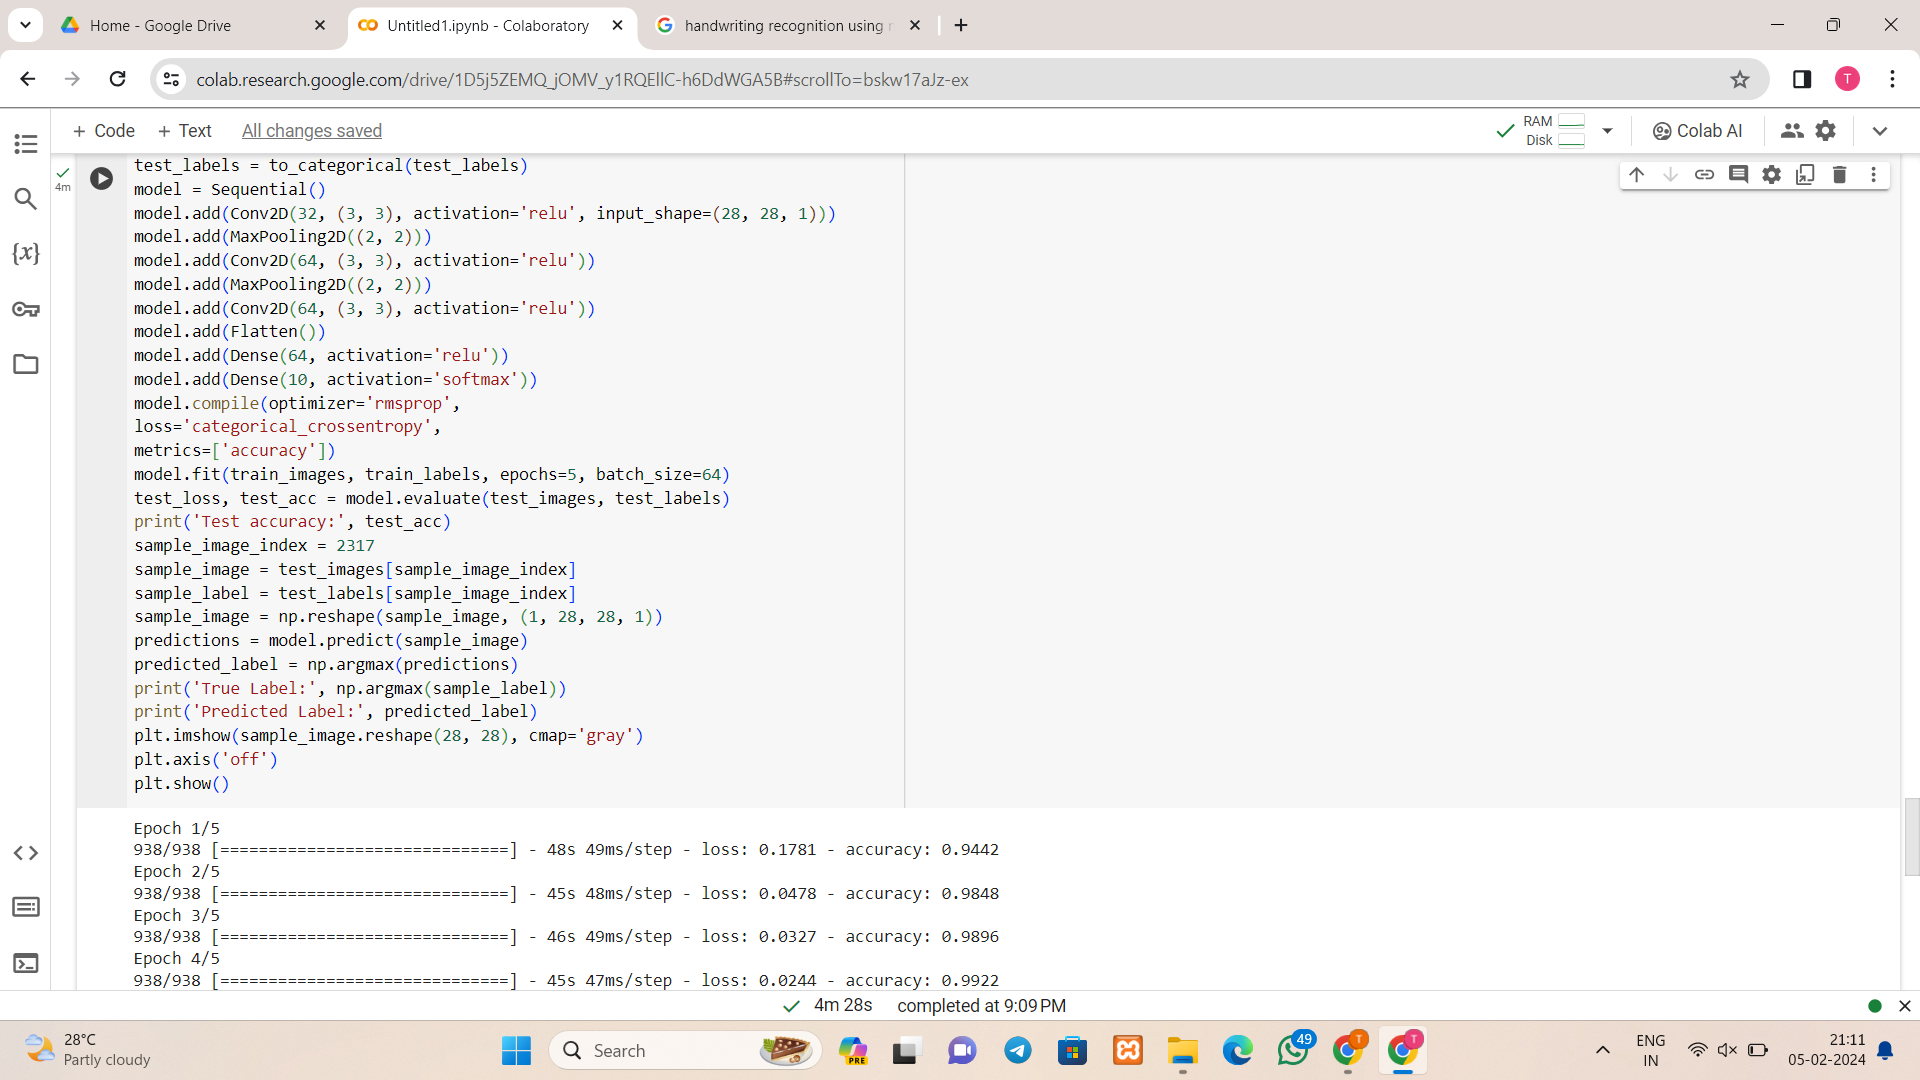 Home - Google Drive
Untitled1.ipynb - Colaboratory
handwriting recognition using
colab.research.google.com/drive/1D5j5ZEMQ_jOMV_y1RQEllC-h6DdWGA5B#scrollTo=bskw17aJz-ex
T
+ Code + Text All changes saved
RAM
Disk
Colab AI
4m
{x}
test_labels = to_categorical(test_labels)
model = Sequential()
model.add(Conv2D(32, (3, 3), activation='relu', input_shape=(28, 28, 1)))
model.add(MaxPooling2D((2, 2)))
model.add(Conv2D(64, (3, 3), activation='relu'))
model.add(MaxPooling2D((2, 2)))
model.add(Conv2D(64, (3, 3), activation='relu'))
model.add(Flatten())
model.add(Dense(64, activation='relu'))
model.add(Dense(10, activation='softmax'))
model.compile(optimizer='rmsprop',
loss='categorical_crossentropy',
metrics=['accuracy'])
model.fit(train_images, train_labels, epochs=5, batch_size=64)
test_loss, test_acc = model.evaluate(test_images, test_labels)
print('Test accuracy:', test_acc)
sample_image_index = 2317
sample_image = test_images[sample_image_index]
sample_label = test_labels[sample_image_index]
sample_image = np.reshape(sample_image, (1, 28, 28, 1))
predictions = model.predict(sample_image)
predicted_label = np.argmax(predictions)
print('True Label:', np.argmax(sample_label))
print('Predicted Label:', predicted_label)
plt.imshow(sample_image.reshape(28, 28), cmap='gray')
plt.axis('off')
plt.show()
Epoch 1/5
938/938 [==============================] - 48s 49ms/step - loss: 0.1781 - accuracy: 0.9442
Epoch 2/5
938/938 [==============================] - 45s 48ms/step - loss: 0.0478 - accuracy: 0.9848
Epoch 3/5
938/938 [==============================] - 46s 49ms/step - loss: 0.0327 - accuracy: 0.9896
Epoch 4/5
938/938 [==============================] - 45s 47ms/step - loss: 0.0244 - accuracy: 0.9922
4m 28s completed at 9:09 PM
28°C
Partly cloudy
Search
PRE
49
T
T
ENG
IN
21:11
05-02-2024